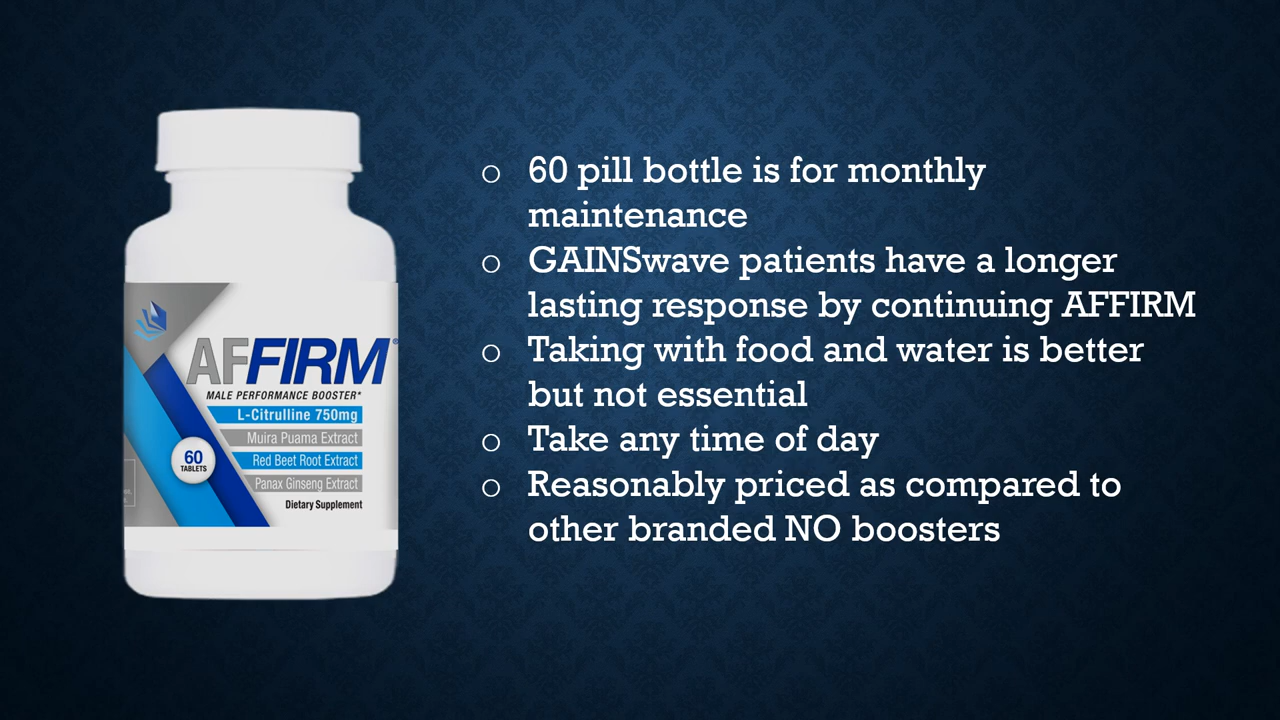 AFFIRM®
MALE PERFORMANCE BOOSTER*
L-Citrulline 750mg
Muira Puama Extract
Red Beet Root Extract
Panax Ginseng Extract
60
TABLETS
Dietary Supplement
o 60 pill bottle is for monthly
maintenance
o GAINSwave patients have a longer
lasting response by continuing AFFIRM
o Taking with food and water is better
but not essential
o Take any time of day
o Reasonably priced as compared to
other branded NO boosters